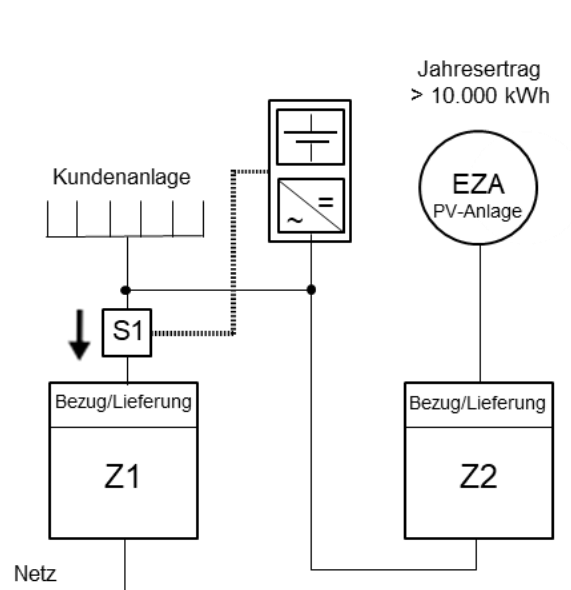 Jahresertrag
> 10.000 kWh
Kundenanlage
=
~
EZA
PV-Anlage
S1
Bezug/Lieferung
Z1
Bezug/Lieferung
Z2
Netz